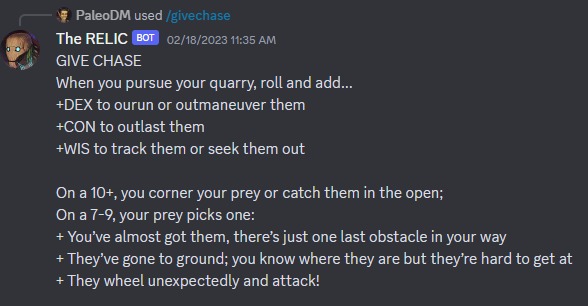 PaleoDM used /givechase
The RELIC BOT 02/18/2023 11:35 AM
GIVE CHASE
When you pursue your quarry, roll and add...
+DEX to ourun or outmaneuver them
+CON to outlast them
+WIS to track them or seek them out
On a 10+, you corner your prey or catch them in the open;
On a 7-9, your prey picks one:
+ You’ve almost got them, there’s just one last obstacle in your way
+ They’ve gone to ground; you know where they are but they’re hard to get at
+ They wheel unexpectedly and attack!